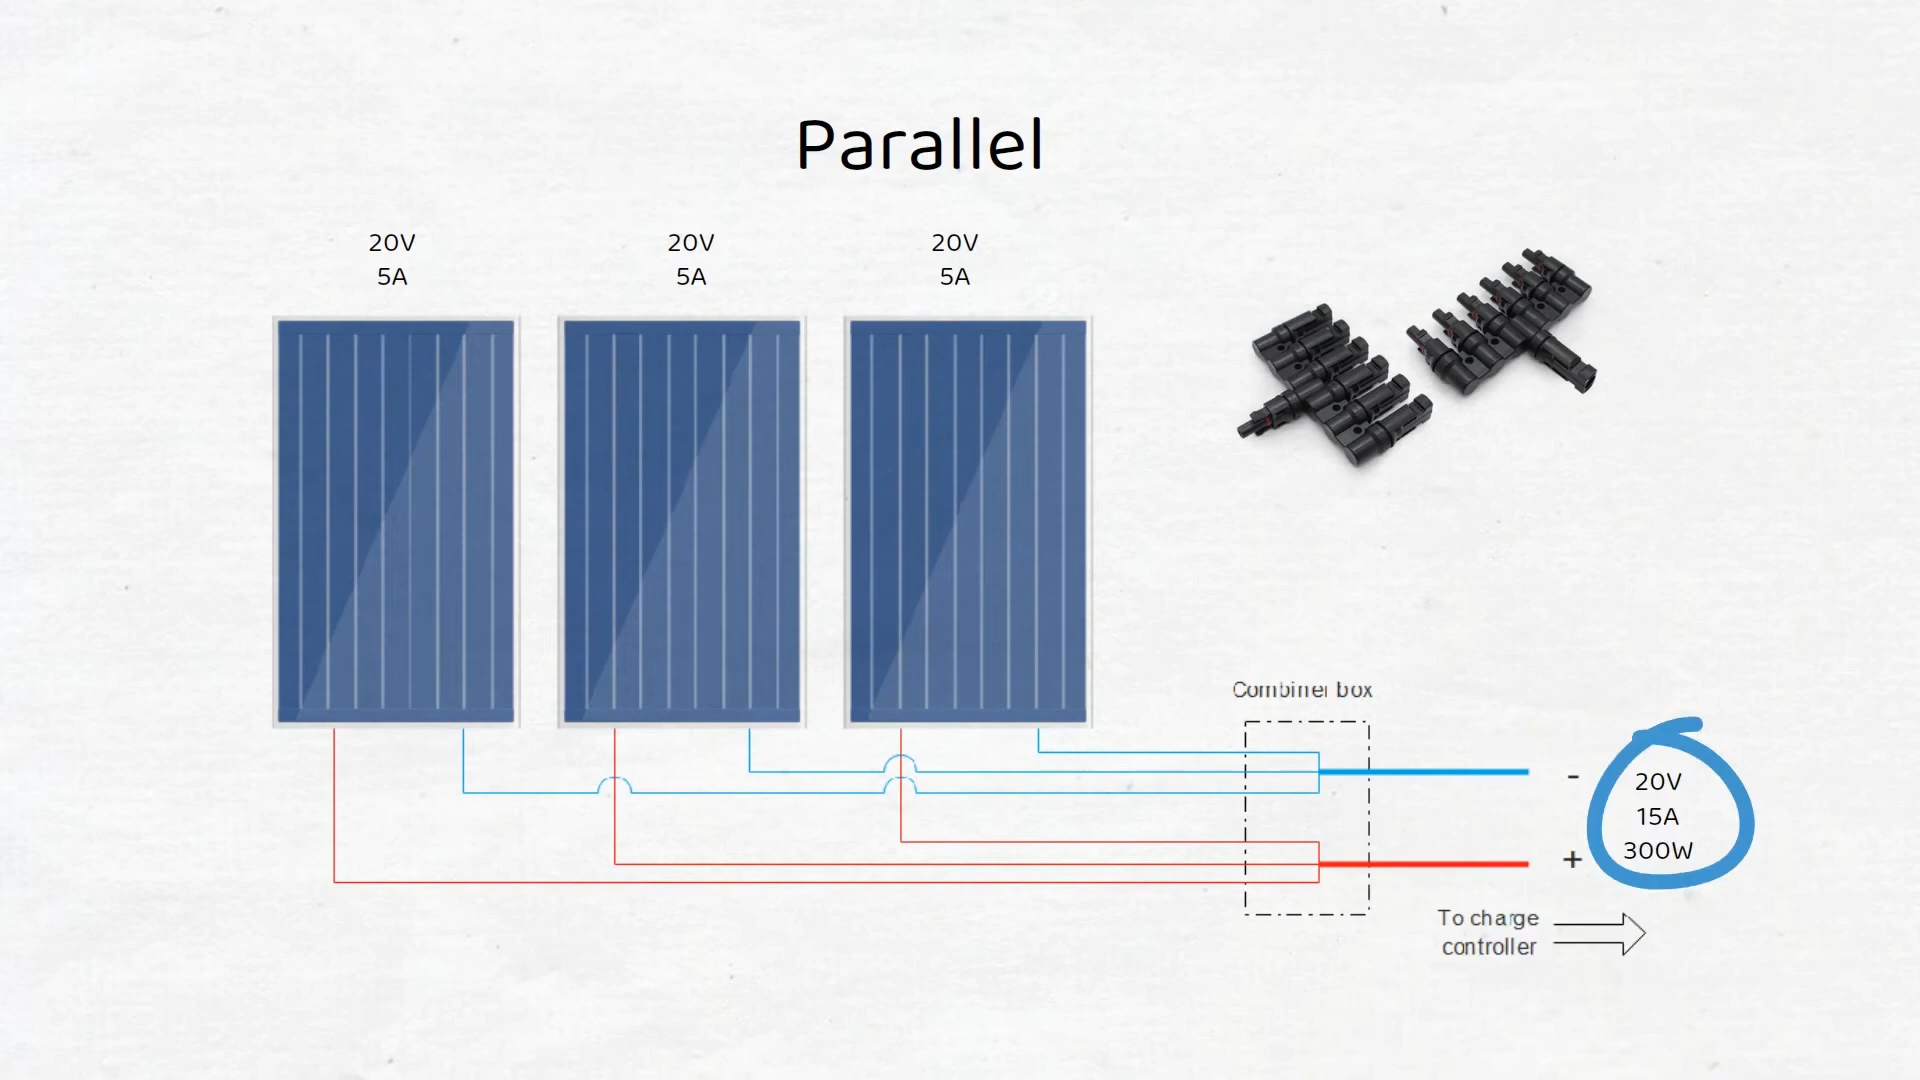 Parallel
20V
5A
20V
5A
20V
5A
Combiner box
-
20V
15A
+
300W
To charge
controller